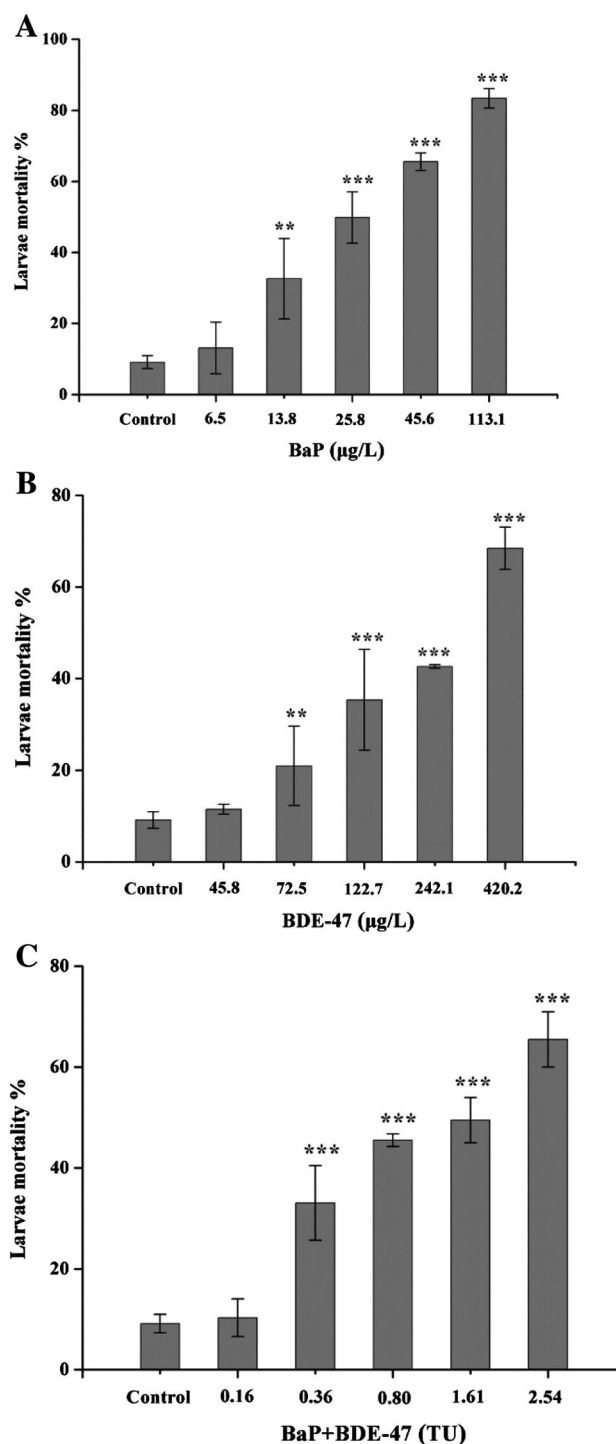 A
Larvae mortality %
100
80
60
40
20
0
**
***
***
***
Control 6.5 13.8 25.8 45.6 113.1
BaP (µg/L)
B
Larvae mortality %
80
60
40
20
0
**
***
***
***
Control 45.8 72.5 122.7 242.1 420.2
BDE-47 (µg/L)
C
Larvae mortality %
80
60
40
20
0
***
***
***
***
Control 0.16 0.36 0.80 1.61 2.54
BaP+BDE-47 (TU)